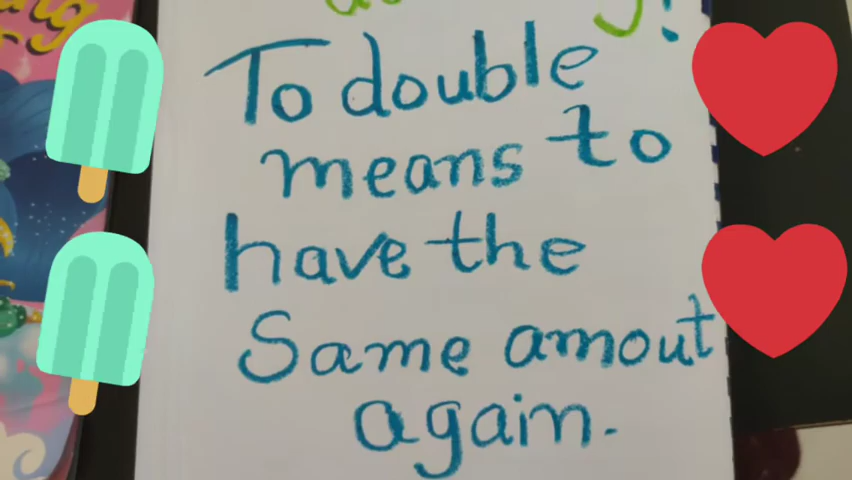 To double
means to
have the
Same amout
again.